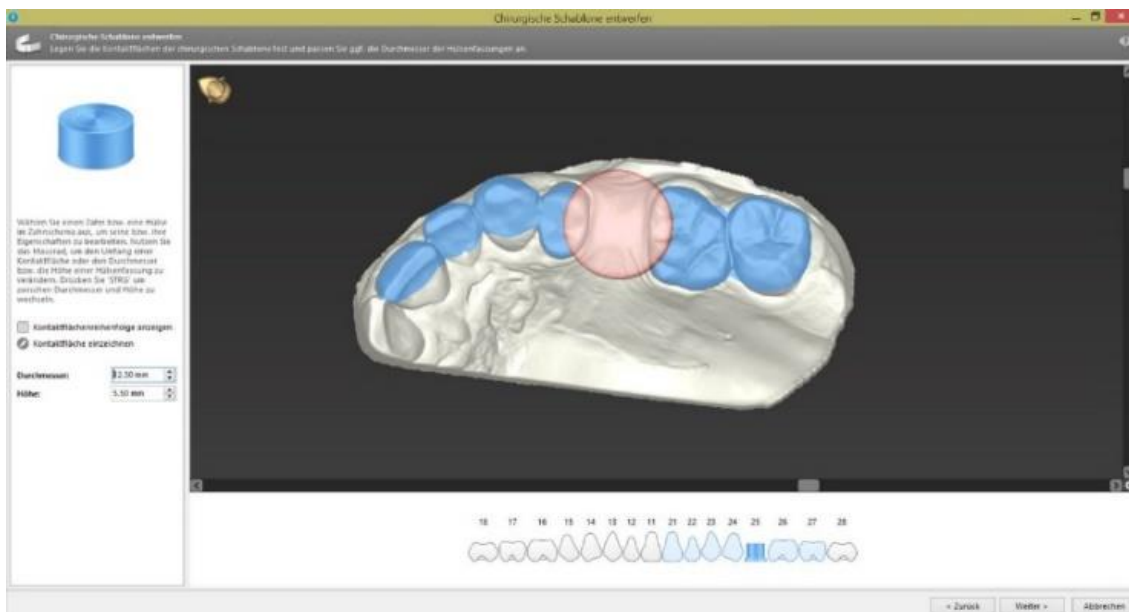 Chirurgische Schablone entwerfen
Chirurgische Schablone entwerfen
Legen Sie die Kontaktflächen der chirurgischen Schablone fest und passen Sie ggf. die Durchmesser der Hülsenfassungen an.
Wählen Sie einen Zahn bzw. eine Hülse
im Zahnschema aus, um seine bzw. ihre
Eigenschaften zu bearbeiten. Nutzen Sie
das Mausrad, um den Umfang einer
Kontaktfläche oder den Durchmesser
bzw. die Höhe einer Hülsenfassung zu
verändern. Drücken Sie 'STRG' um
zwischen Durchmesser und Höhe zu
wechseln.
Kontaktflächenreihenfolge anzeigen
Kontaktfläche einzeichnen
Durchmesser: 12.50 mm
Höhe: 5.50 mm
18 17 16 15 14 13 12 11 21 22 23 24 25 26 27 28
< Zurück Weiter > Abbrechen